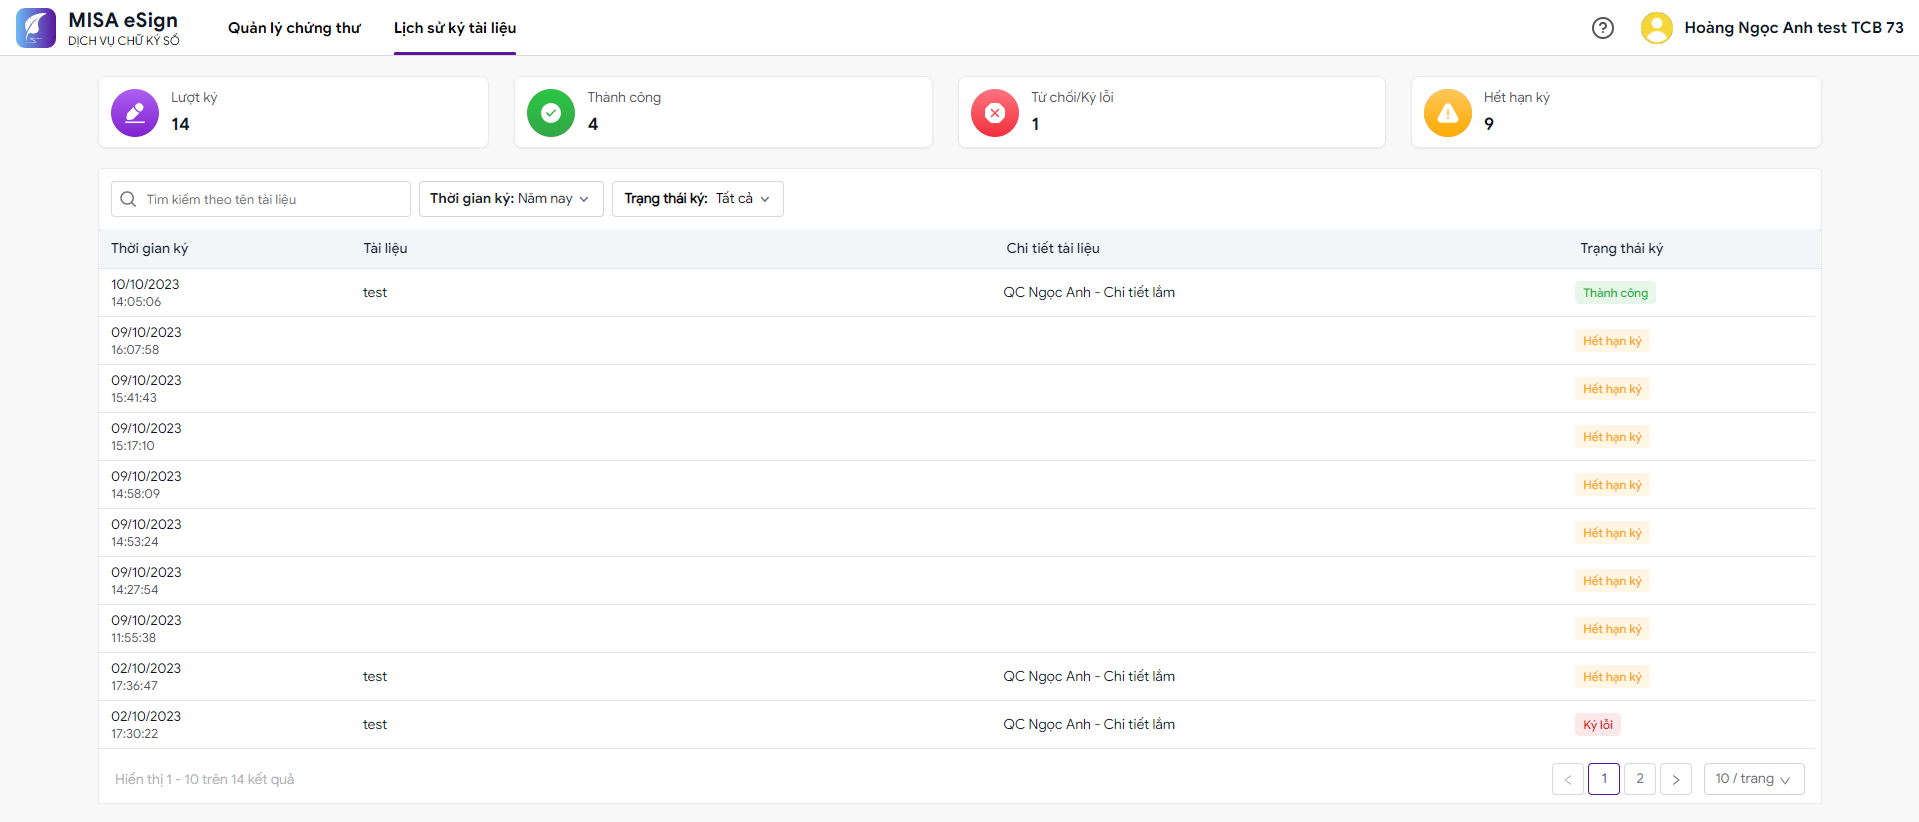 MISA eSign
DỊCH VỤ CHỮ KÝ SỐ
Quản lý chứng thư
Lịch sử ký tài liệu
Hoàng Ngọc Anh test TCB 73
Lượt ký
14
Thành công
4
Từ chối/Ký lỗi
1
Hết hạn ký
9
Tìm kiếm theo tên tài liệu
Thời gian ký: Năm nay
Trạng thái ký: Tất cả
Thời gian ký Tài liệu Chi tiết tài liệu Trạng thái ký
10/10/2023
14:05:06
test
QC Ngọc Anh - Chi tiết lắm
Thành công
09/10/2023
16:07:58
Hết hạn ký
09/10/2023
15:41:43
Hết hạn ký
09/10/2023
15:17:10
Hết hạn ký
09/10/2023
14:58:09
Hết hạn ký
09/10/2023
14:53:24
Hết hạn ký
09/10/2023
14:27:54
Hết hạn ký
09/10/2023
11:55:38
Hết hạn ký
02/10/2023
17:36:47
test
QC Ngọc Anh - Chi tiết lắm
Hết hạn ký
02/10/2023
17:30:22
test
QC Ngọc Anh - Chi tiết lắm
Ký lỗi
Hiển thị 1 - 10 trên 14 kết quả
< 1 2 >
10 / trang